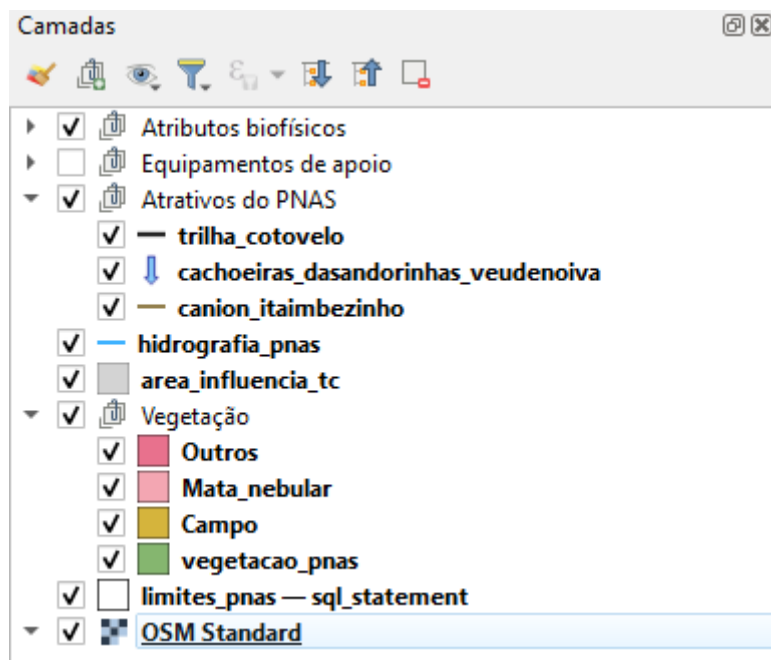 Camadas
Atributos biofísicos
Equipamentos de apoio
Atrativos do PNAS
trilha_cotovelo
cachoeiras_dasandorinhas_veudenoiva
canion_itaimbezinho
hidrografia_pnas
area_influencia_tc
Vegetação
Outros
Mata_nebular
Campo
vegetacao_pnas
limites_pnas — sql_statement
OSM Standard